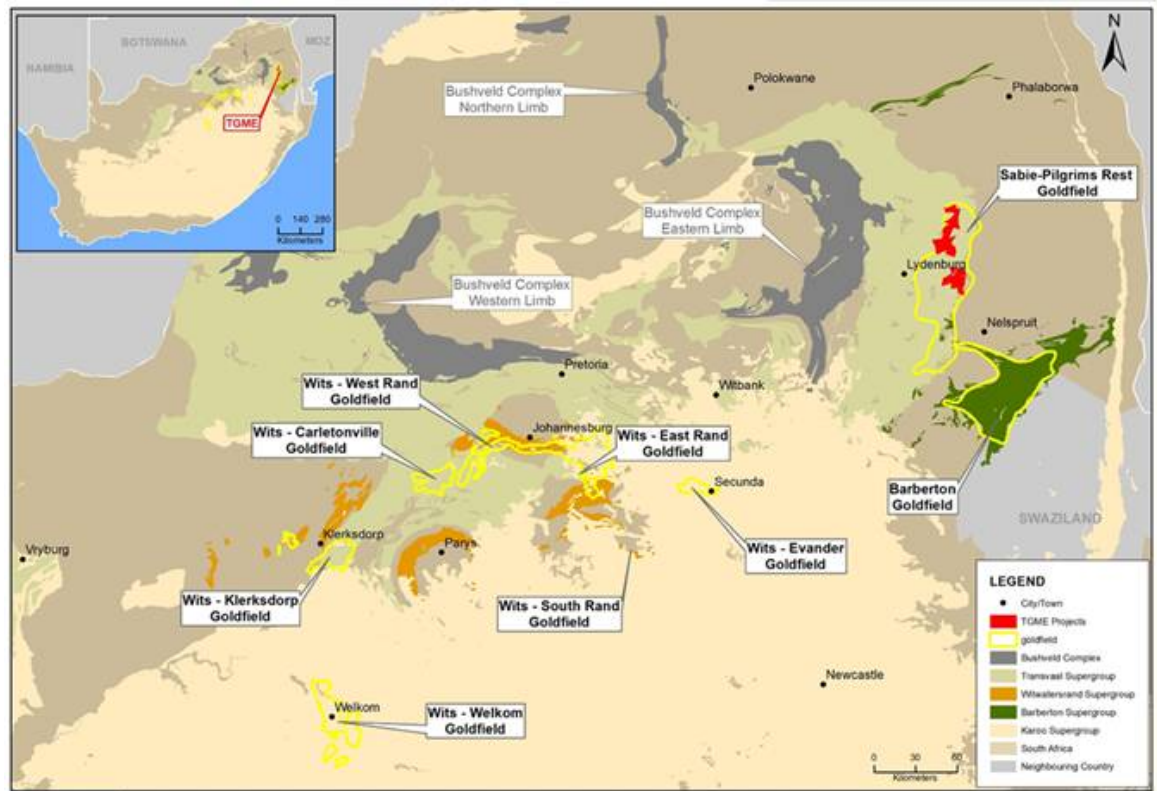 BOTSWANA
MOZ
NAMIBIA
TGME
0 140 280
Kilometers
N
Polokwane
Phalaborwa
Bushveld Complex
Northern Limb
Sabie-Pilgrims Rest
Goldfield
Bushveld Complex
Eastern Limb
Lydenburg
Bushveld Complex
Western Limb
Nelspruit
Pretoria
Witbank
Wits - West Rand
Goldfield
Johannesburg
Wits - Carletonville
Goldfield
Wits - East Rand
Goldfield
Secunda
Barberton
Goldfield
SWAZILAND
Klerksdorp
Parys
Vryburg
Wits - Evander
Goldfield
Wits - Klerksdorp
Goldfield
Wits - South Rand
Goldfield
Newcastle
Welkom
Wits - Welkom
Goldfield
0 30 60
Kilometers
LEGEND
City/Town
TGME Projects
goldfield
Bushveld Complex
Transvaal Supergroup
Witwatersrand Supergroup
Barberton Supergroup
Karoo Supergroup
South Africa
Neighbouring Country